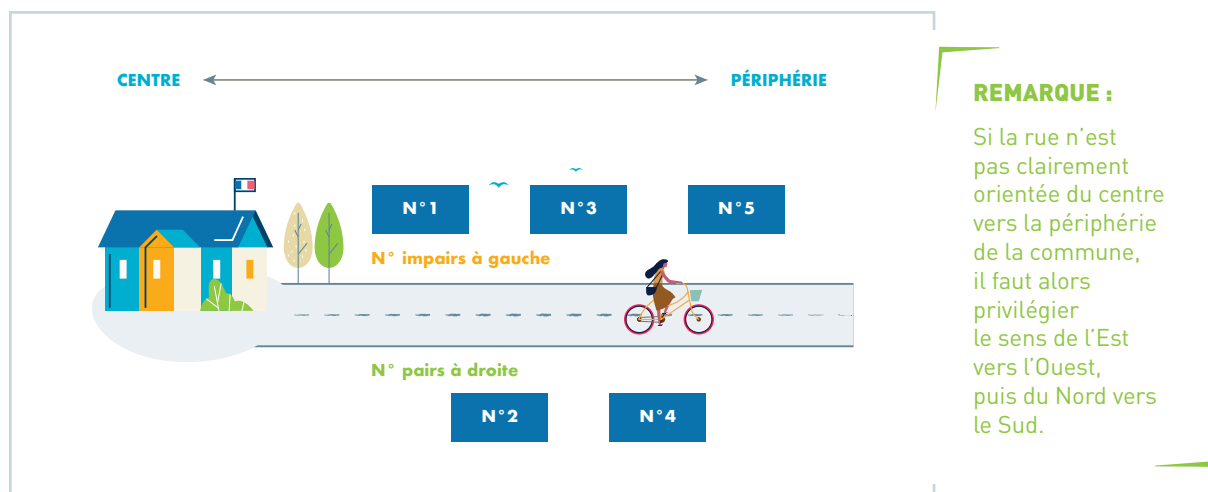 CENTRE
PÉRIPHÉRIE
N°1
N°3
N°5
N° impairs à gauche
N° pairs à droite
N°2
N°4
REMARQUE :
Si la rue n’est
pas clairement
orientée du centre
vers la périphérie
de la commune,
il faut alors
privilégier
le sens de l’Est
vers l’Ouest,
puis du Nord vers
le Sud.